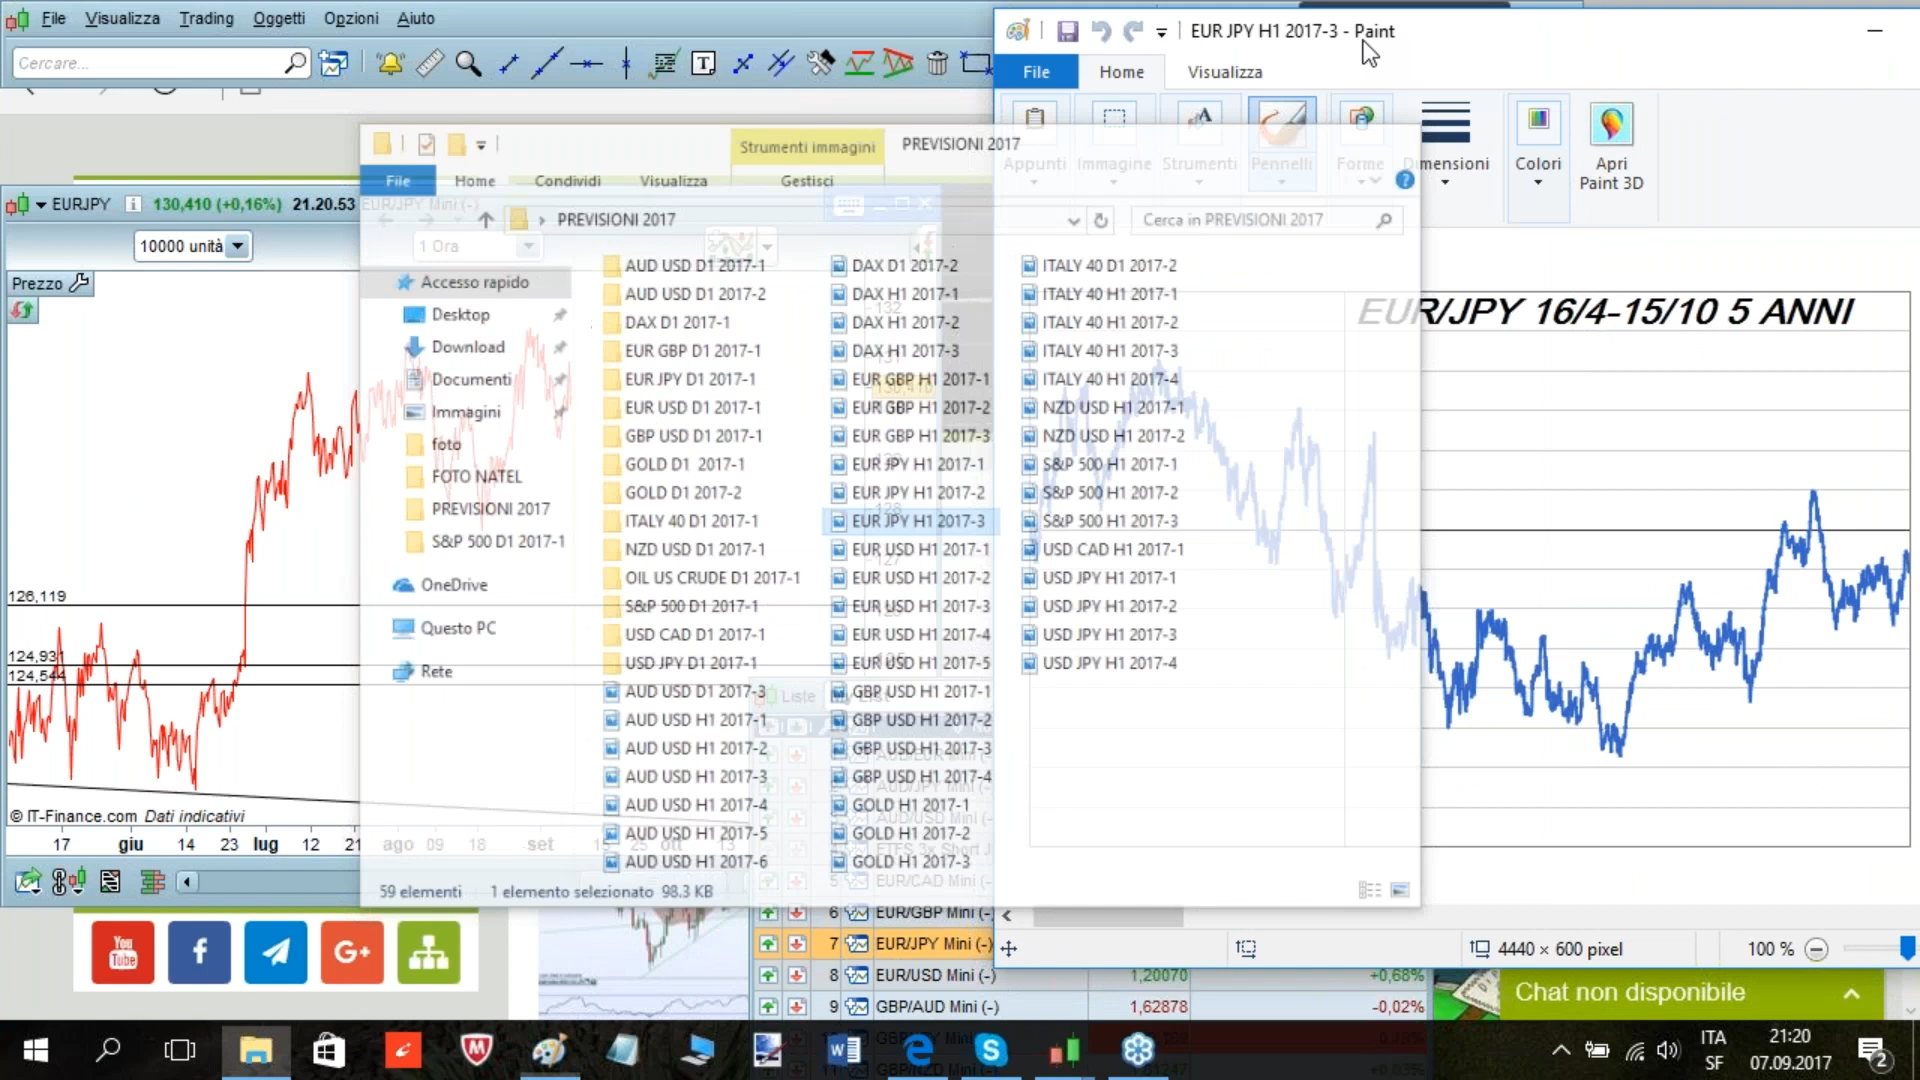 File Visualizza Trading Oggetti Opzioni Aiuto
Cercare...
EURJPY 130,410 (+0,16%) 21.20.53 EUR/JPY Mini (-)
10000 unità
1 Ora
Prezzo
126,119
124,931
124,544
© IT-Finance.com Dati indicativi
17 giu 14 23 lug 12 21 ago 09 18 set 15 25 ott 13
Strumenti immagini PREVISIONI 2017
File Home Condividi Visualizza Gestisci
PREVISIONI 2017
Cerca in PREVISIONI 2017
Accesso rapido
Desktop
Download
Documenti
Immagini
foto
FOTO NATEL
PREVISIONI 2017
S&P 500 D1 2017-1
OneDrive
Questo PC
Rete
AUD USD D1 2017-1
AUD USD D1 2017-2
DAX D1 2017-1
EUR GBP D1 2017-1
EUR JPY D1 2017-1
EUR USD D1 2017-1
GBP USD D1 2017-1
GOLD D1 2017-1
GOLD D1 2017-2
ITALY 40 D1 2017-1
NZD USD D1 2017-1
OIL US CRUDE D1 2017-1
S&P 500 D1 2017-1
USD CAD D1 2017-1
USD JPY D1 2017-1
AUD USD D1 2017-3
AUD USD H1 2017-1
AUD USD H1 2017-2
AUD USD H1 2017-3
AUD USD H1 2017-4
AUD USD H1 2017-5
AUD USD H1 2017-6
DAX D1 2017-2
DAX H1 2017-1
DAX H1 2017-2
DAX H1 2017-3
EUR GBP H1 2017-1
EUR GBP H1 2017-2
EUR GBP H1 2017-3
EUR JPY H1 2017-1
EUR JPY H1 2017-2
EUR JPY H1 2017-3
EUR USD H1 2017-1
EUR USD H1 2017-2
EUR USD H1 2017-3
EUR USD H1 2017-4
EUR USD H1 2017-5
GBP USD H1 2017-1
GBP USD H1 2017-2
GBP USD H1 2017-3
GBP USD H1 2017-4
GOLD H1 2017-1
GOLD H1 2017-2
GOLD H1 2017-3
ITALY 40 D1 2017-2
ITALY 40 H1 2017-1
ITALY 40 H1 2017-2
ITALY 40 H1 2017-3
ITALY 40 H1 2017-4
NZD USD H1 2017-1
NZD USD H1 2017-2
S&P 500 H1 2017-1
S&P 500 H1 2017-2
S&P 500 H1 2017-3
USD CAD H1 2017-1
USD JPY H1 2017-1
USD JPY H1 2017-2
USD JPY H1 2017-3
USD JPY H1 2017-4
59 elementi 1 elemento selezionato 98.3 KB
EUR JPY H1 2017-3 - Paint
File Home Visualizza
Appunti Immagine Strumenti Pennelli Forme Dimensioni Colori Apri
Paint 3D
EUR/JPY 16/4-15/10 5 ANNI
4440 × 600 pixel
100 %
Liste
5 EUR/CAD Mini (-)
6 EUR/GBP Mini (-)
7 EUR/JPY Mini (-)
8 EUR/USD Mini (-) 1,20070 +0,68%
9 GBP/AUD Mini (-) 1,62878 -0,02%
You
Tube
f
G+
Chat non disponibile
ITA
SF
21:20
07.09.2017
2